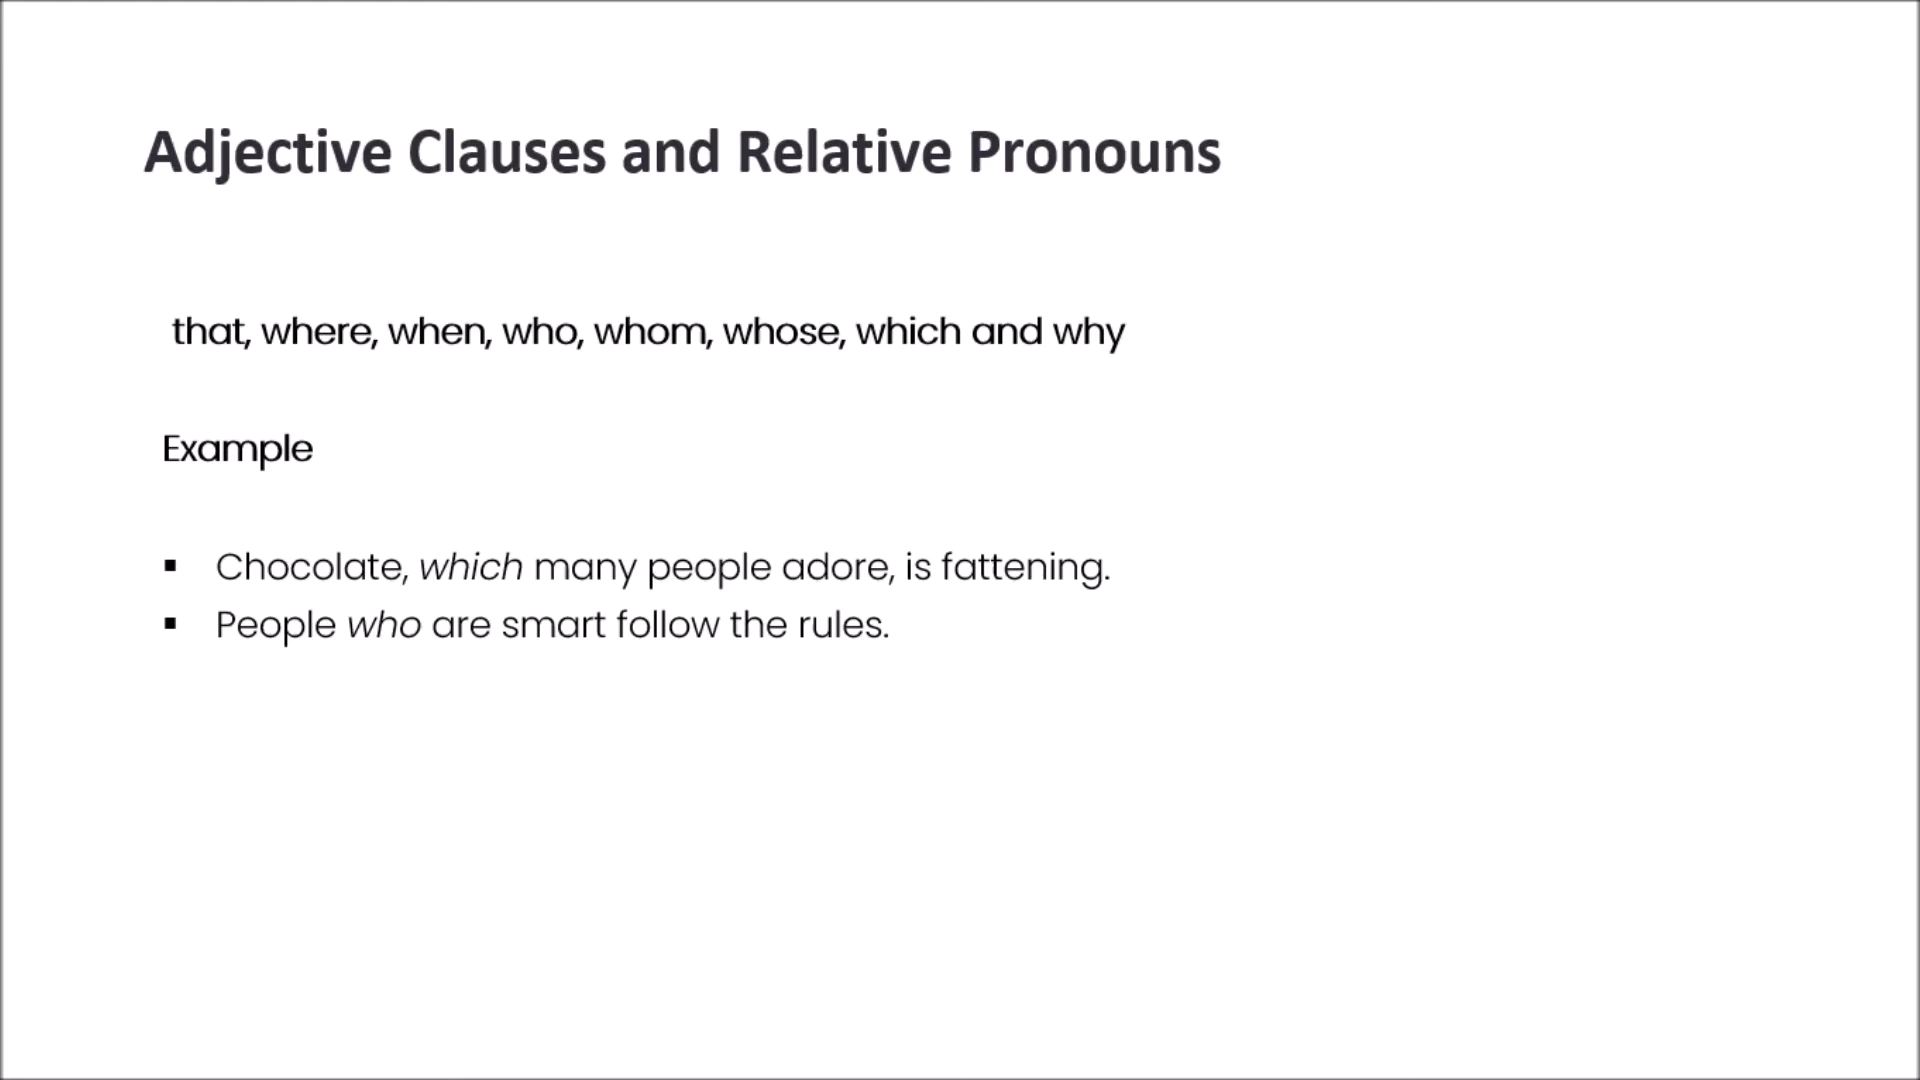 Adjective Clauses and Relative Pronouns
that, where, when, who, whom, whose, which and why
Example
▪ Chocolate, which many people adore, is fattening.
▪ People who are smart follow the rules.